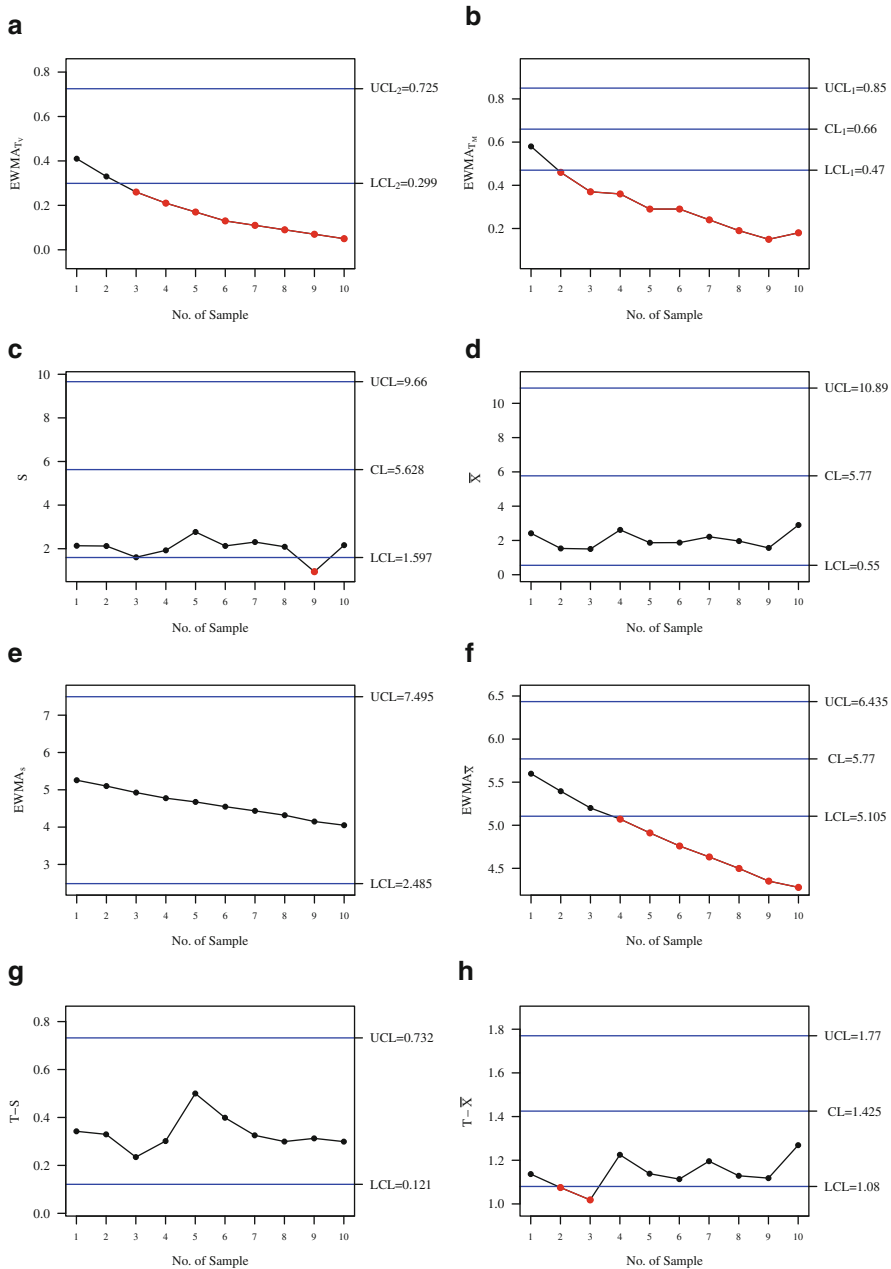 a
EWMA_Tv
0.8
0.6
0.4
0.2
0.0
UCL₂=0.725
LCL₂=0.299
1 2 3 4 5 6 7 8 9 10
No. of Sample
b
EWMA_TM
0.8
0.6
0.4
0.2
UCL₁=0.85
CL₁=0.66
LCL₁=0.47
1 2 3 4 5 6 7 8 9 10
No. of Sample
c
S
10
8
6
4
2
UCL=9.66
CL=5.628
LCL=1.597
1 2 3 4 5 6 7 8 9 10
No. of Sample
d
X̅
10
8
6
4
2
0
UCL=10.89
CL=5.77
LCL=0.55
1 2 3 4 5 6 7 8 9 10
No. of Sample
e
EWMA_S
7
6
5
4
3
UCL=7.495
LCL=2.485
1 2 3 4 5 6 7 8 9 10
No. of Sample
f
EWMA_X̅
6.5
6.0
5.5
5.0
4.5
UCL=6.435
CL=5.77
LCL=5.105
1 2 3 4 5 6 7 8 9 10
No. of Sample
g
T−S
0.8
0.6
0.4
0.2
0.0
UCL=0.732
LCL=0.121
1 2 3 4 5 6 7 8 9 10
No. of Sample
h
T−X̅
1.8
1.6
1.4
1.2
1.0
UCL=1.77
CL=1.425
LCL=1.08
1 2 3 4 5 6 7 8 9 10
No. of Sample